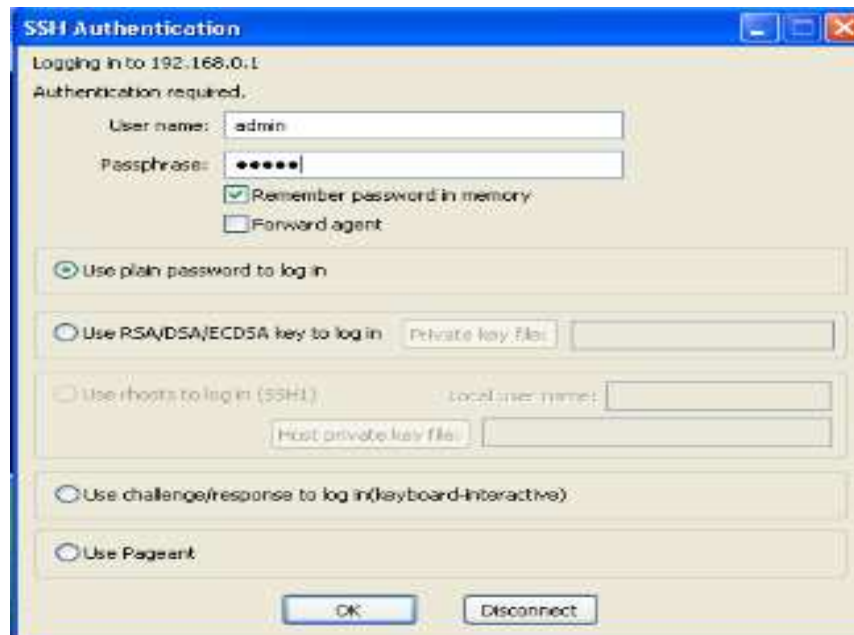 SSH Authentication
Logging in to 192.168.0.1
Authentication required.
User name: admin
Passphrase: •••••
Remember password in memory
Forward agent
Use plain password to log in
Use RSA/DSA/ECDSA key to log in Private key file:
Use rhosts to log in (SSH1) Local user name:
Host private key file:
Use challenge/response to log in(keyboard-interactive)
Use Pageant
OK Disconnect